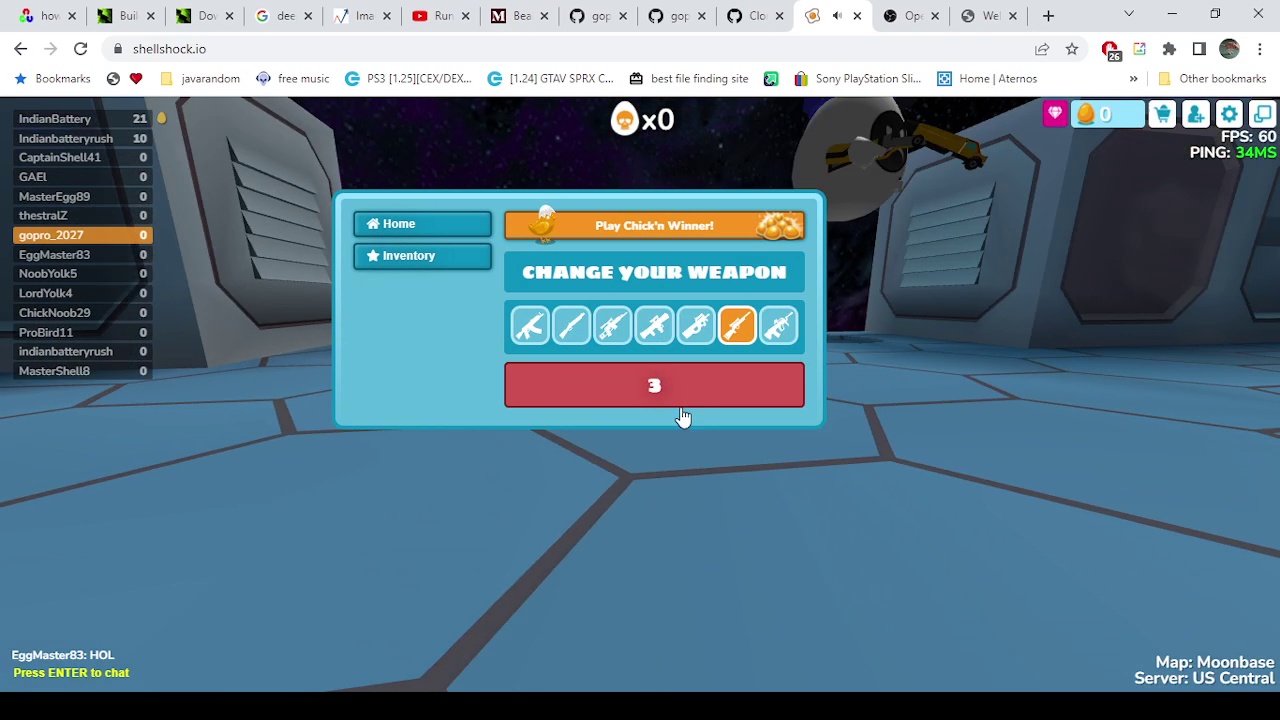 how
Buil
Dov
dee
Ima
Run
Bea
gop
gop
Clo
Ope
Wel
shellshock.io
26
Bookmarks
javarandom
free music
PS3 [1.25][CEX/DEX...
[1.24] GTAV SPRX C...
best file finding site
Sony PlayStation Sli...
Home | Aternos
»
Other bookmarks
IndianBattery 21
Indianbatteryrush 10
CaptainShell41 0
GAEl 0
MasterEgg89 0
thestralZ 0
gopro_2027 0
EggMaster83 0
NoobYolk5 0
LordYolk4 0
ChickNoob29 0
ProBird11 0
indianbatteryrush 0
MasterShell8 0
x0
0
FPS: 60
PING: 34MS
Home
Inventory
Play Chick'n Winner!
CHANGE YOUR WEAPON
3
EggMaster83: HOL
Press ENTER to chat
Map: Moonbase
Server: US Central